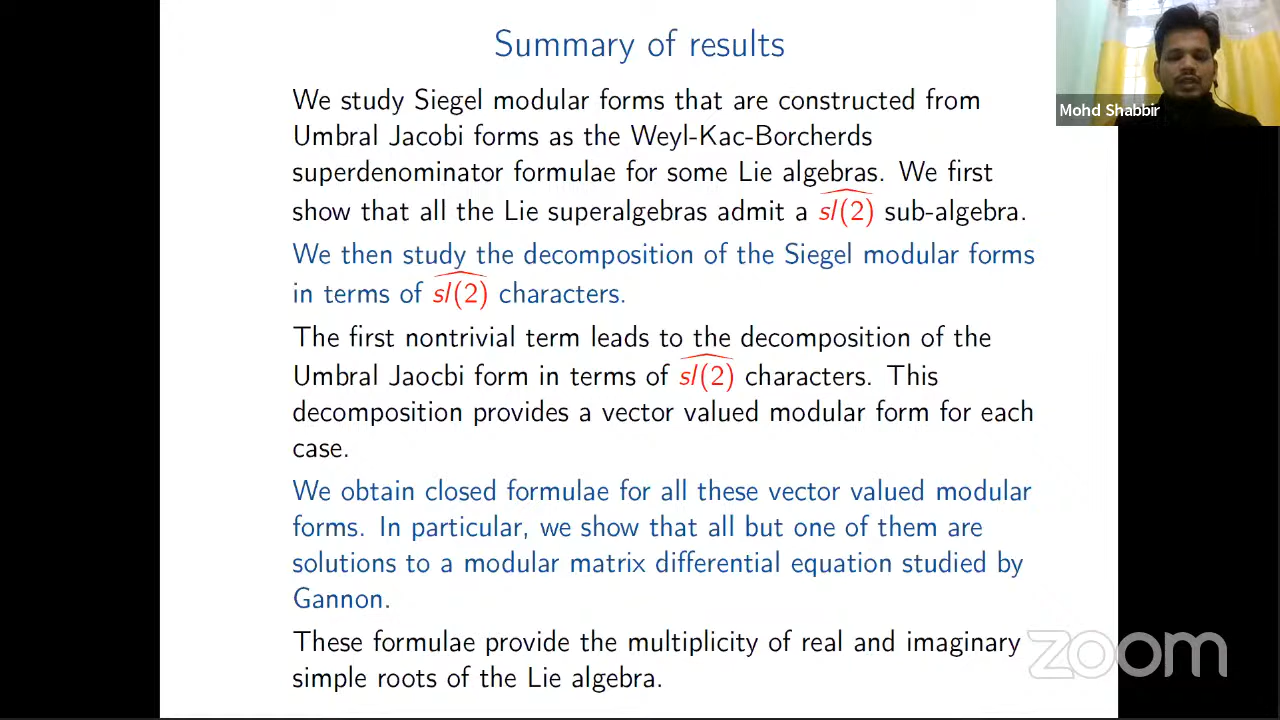 Summary of results
We study Siegel modular forms that are constructed from
Umbral Jacobi forms as the Weyl-Kac-Borcherds
superdenominator formulae for some Lie algebras. We first
show that all the Lie superalgebras admit a \widehat{sl(2)} sub-algebra.
We then study the decomposition of the Siegel modular forms
in terms of \widehat{sl(2)} characters.
The first nontrivial term leads to the decomposition of the
Umbral Jaocbi form in terms of \widehat{sl(2)} characters. This
decomposition provides a vector valued modular form for each
case.
We obtain closed formulae for all these vector valued modular
forms. In particular, we show that all but one of them are
solutions to a modular matrix differential equation studied by
Gannon.
These formulae provide the multiplicity of real and imaginary
simple roots of the Lie algebra.
Mohd Shabbir
zoom